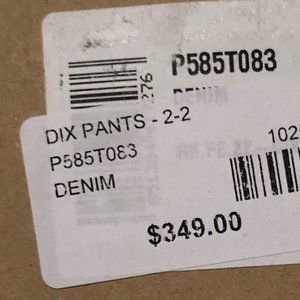 P585T083
DENIM
276
DIX PANTS - 2-2
P585T083
DENIM
102
$349.00